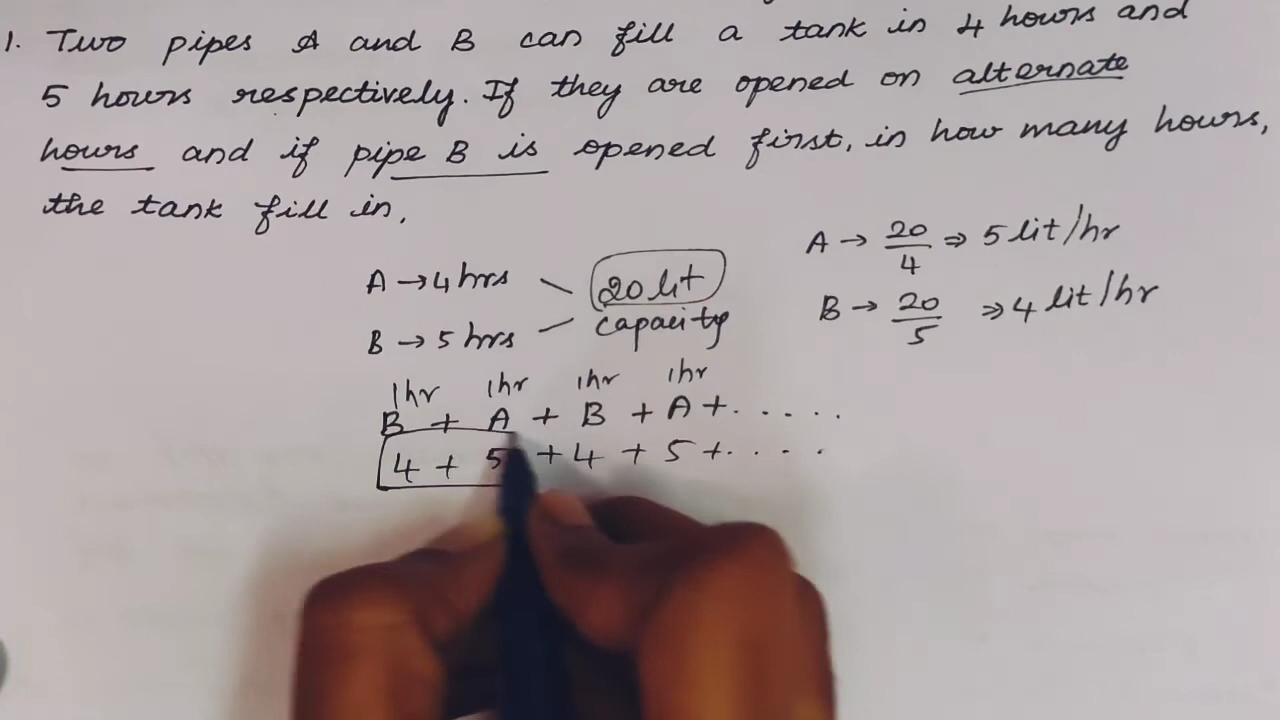 1. Two pipes A and B can fill a tank in 4 hours and
5 hours respectively. If they are opened on alternate
hours and if pipe B is opened first, in how many hours,
the tank fill in,
A → 20/4 ⇒ 5 lit/hr
A → 4 hrs 20 lit
B → 20/5 ⇒ 4 lit/hr
capacity
B → 5 hrs
1hr 1hr 1hr 1hr
B + A + B + A + . . . . .
4 + 5 + 4 + 5 + . . . .